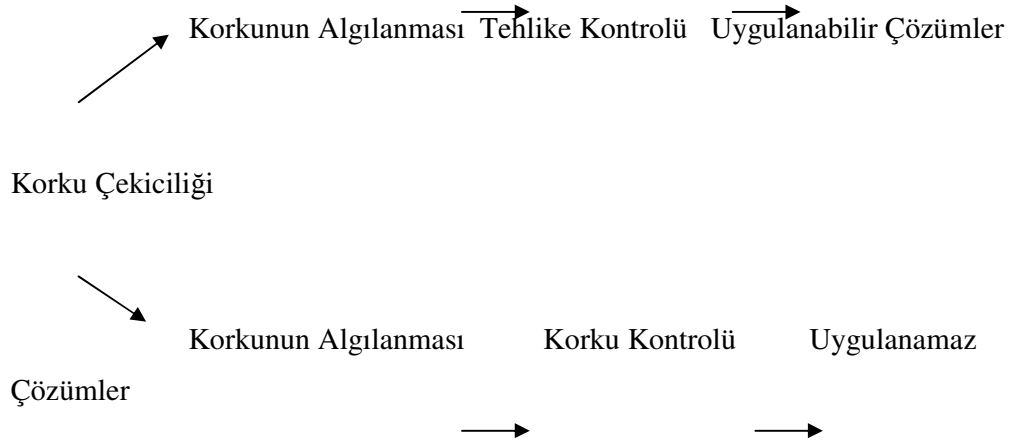 Korkunun Algılanması Tehlike Kontrolü Uygulanabilir Çözümler
Korku Çekiciliği
Korkunun Algılanması Korku Kontrolü Uygulanamaz
Çözümler